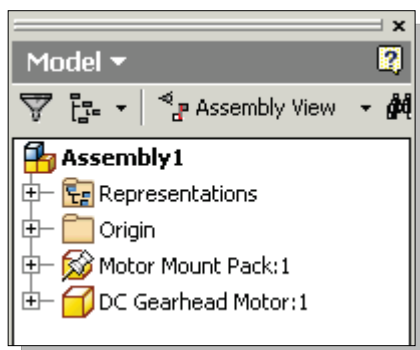 Model
Assembly View
Assembly1
Representations
Origin
Motor Mount Pack:1
DC Gearhead Motor:1